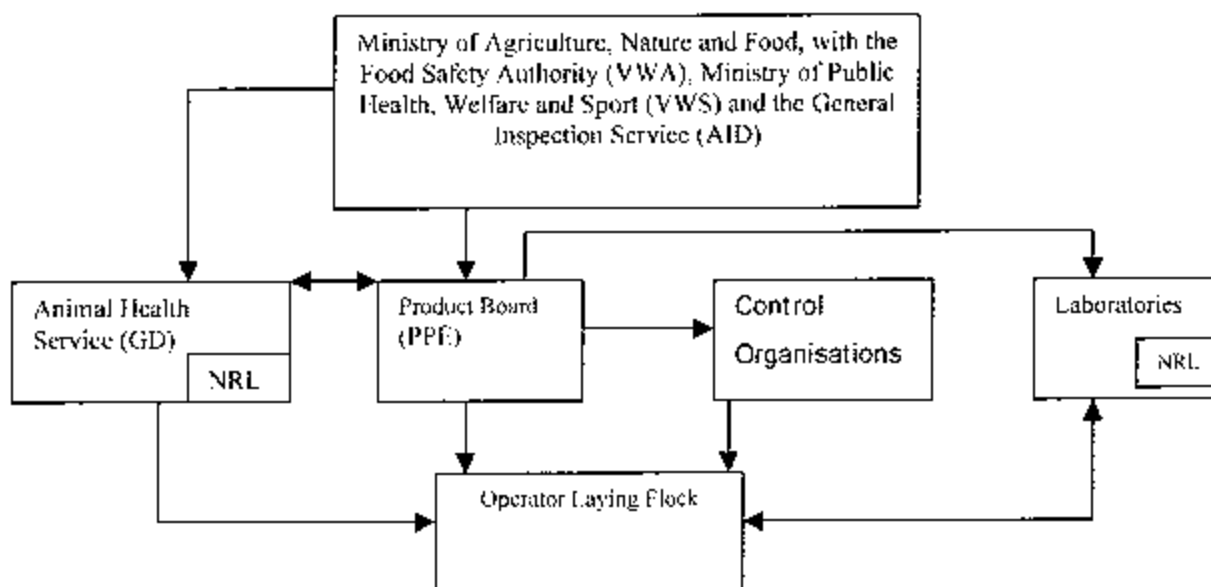 Ministry of Agriculture, Nature and Food, with the
Food Safety Authority (VWA), Ministry of Public
Health, Welfare and Sport (VWS) and the General
Inspection Service (AID)
Animal Health
Service (GD)
NRL
Product Board
(PPE)
Control
Organisations
Laboratories
NRL
Operator Laying Flock